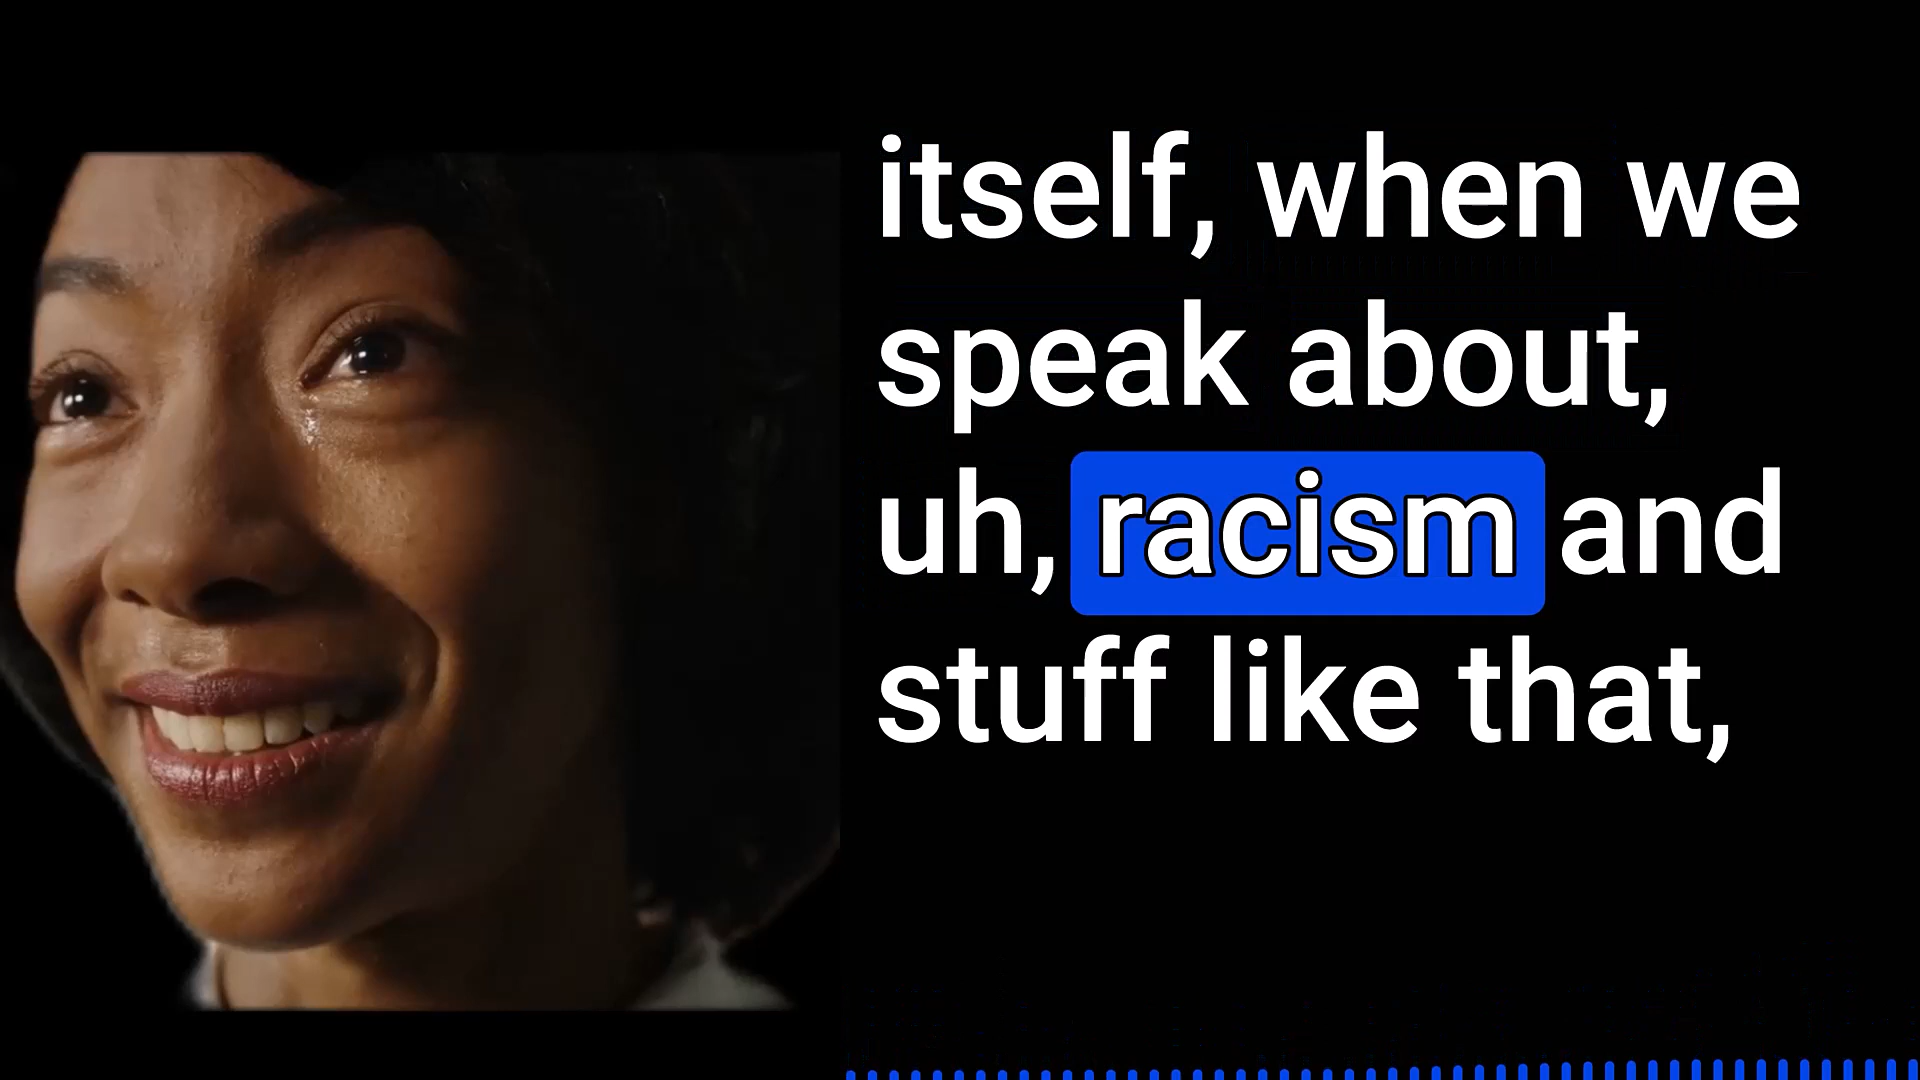 itself, when we
speak about,
uh, racism and
stuff like that,